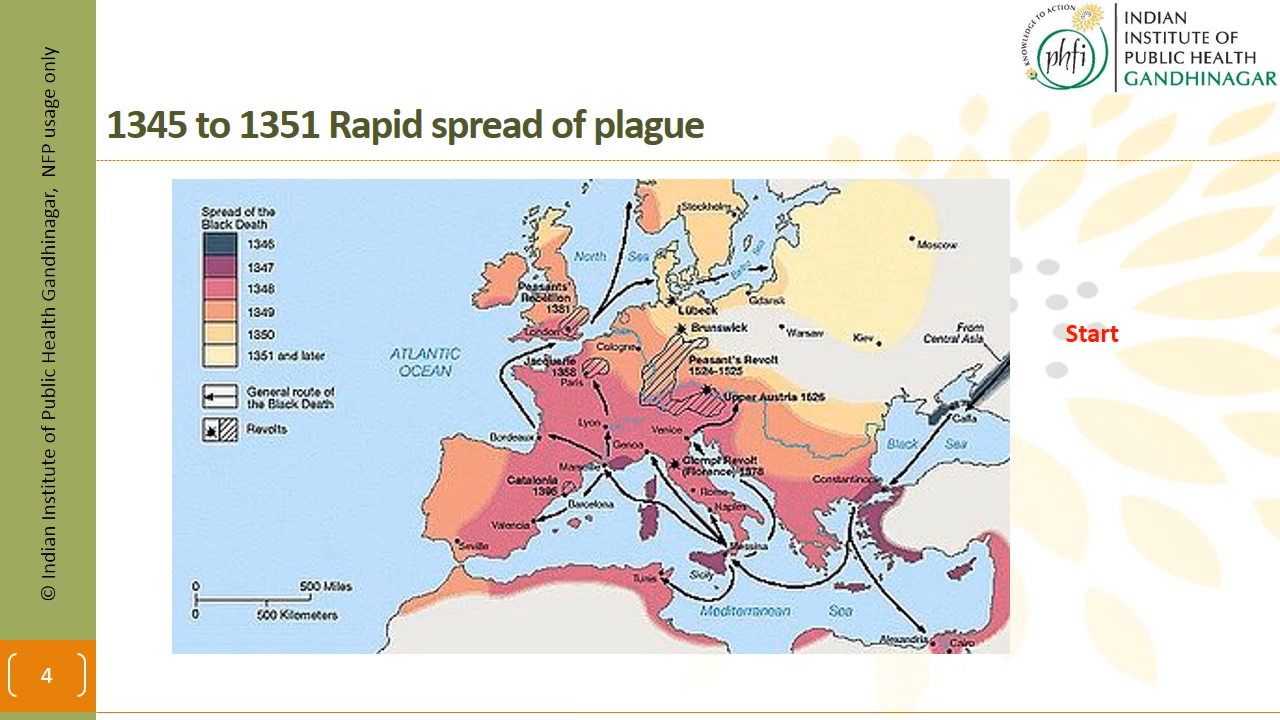 © Indian Institute of Public Health Gandhinagar, NFP usage only
KNOWLEDGE TO ACTION
phfi
INDIAN
INSTITUTE OF
PUBLIC HEALTH
GANDHINAGAR
1345 to 1351 Rapid spread of plague
Spread of the
Black Death
1346
1347
1348
1349
1350
1351 and later
General route of
the Black Death
Revolts
ATLANTIC
OCEAN
North Sea
Stockholm
Baltic Sea
Moscow
Peasants'
Rebellion
1381
London
Lübeck
Gdansk
Brunswick
Warsaw
Kiev
From
Central Asia
Start
Cologne
Jacquerie
1358
Paris
Peasant's Revolt
1524-1525
Upper Austria 1626
Caffa
Black Sea
Lyon
Venice
Bordeaux
Genoa
Marseille
Ciompi Revolt
(Florence) 1378
Constantinople
Catalonia
1395
Rome
Barcelona
Naples
Valencia
Seville
Messina
Sicily
Tunis
Mediterranean Sea
Alexandria
Cairo
0 500 Miles
0 500 Kilometers
4